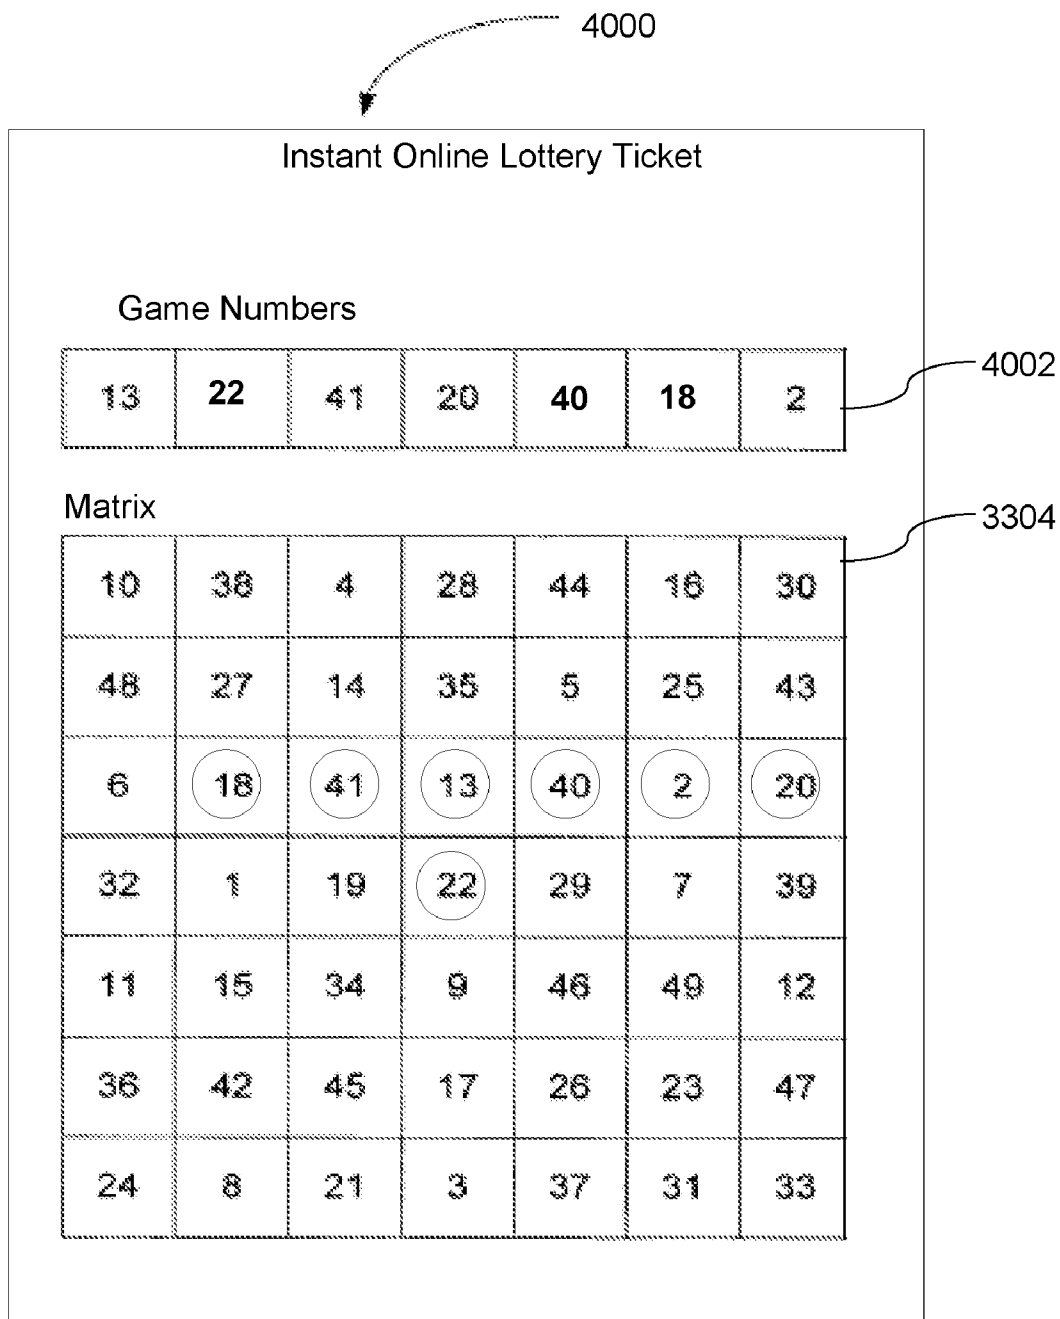 4000
Instant Online Lottery Ticket
Game Numbers
13 22 41 20 40 18 2
4002
Matrix
3304
10 38 4 28 44 16 30
48 27 14 35 5 25 43
6 18 41 13 40 2 20
32 1 19 22 29 7 39
11 15 34 9 46 49 12
36 42 45 17 26 23 47
24 8 21 3 37 31 33